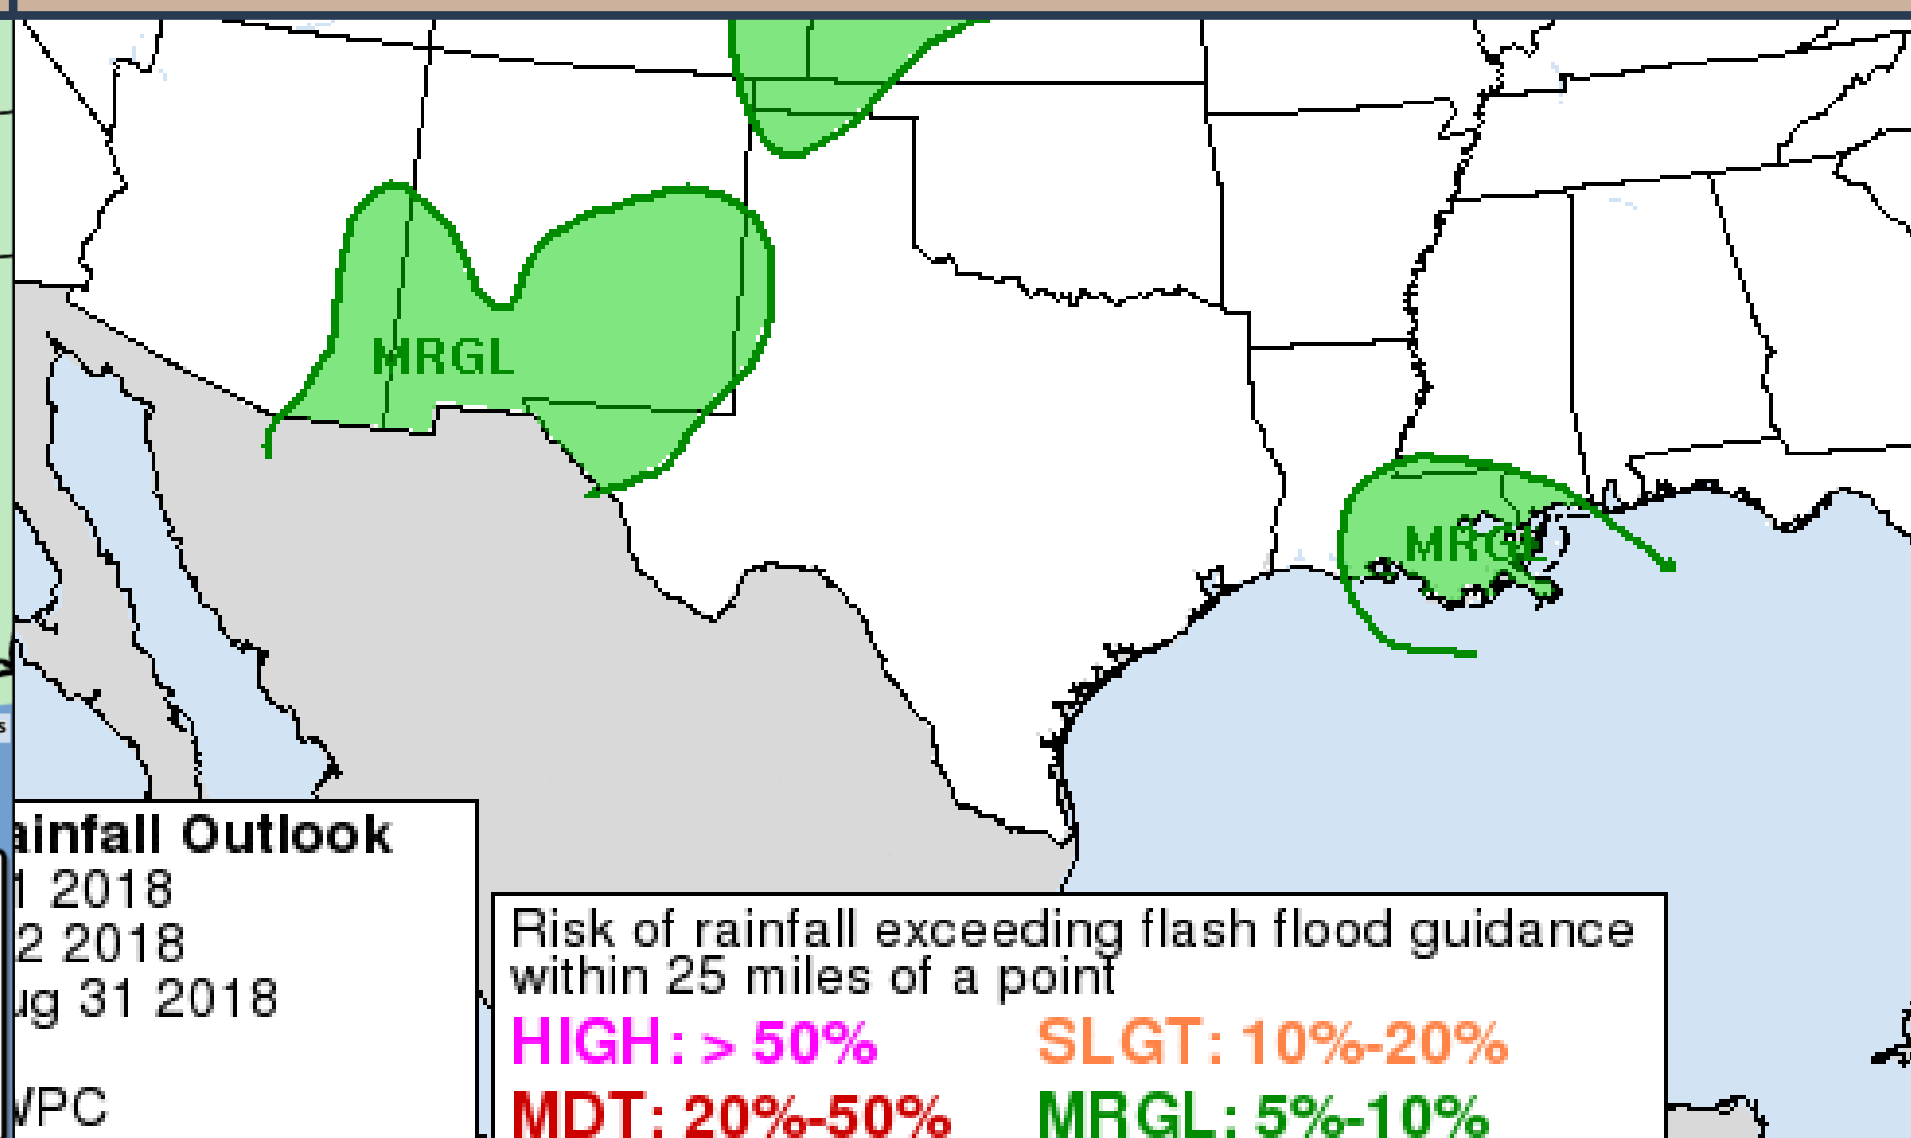 MRGL
MRGL
ainfall Outlook
1 2018
2 2018
ug 31 2018
WPC
Risk of rainfall exceeding flash flood guidance
within 25 miles of a point
HIGH: > 50% SLGT: 10%-20%
MDT: 20%-50% MRGL: 5%-10%